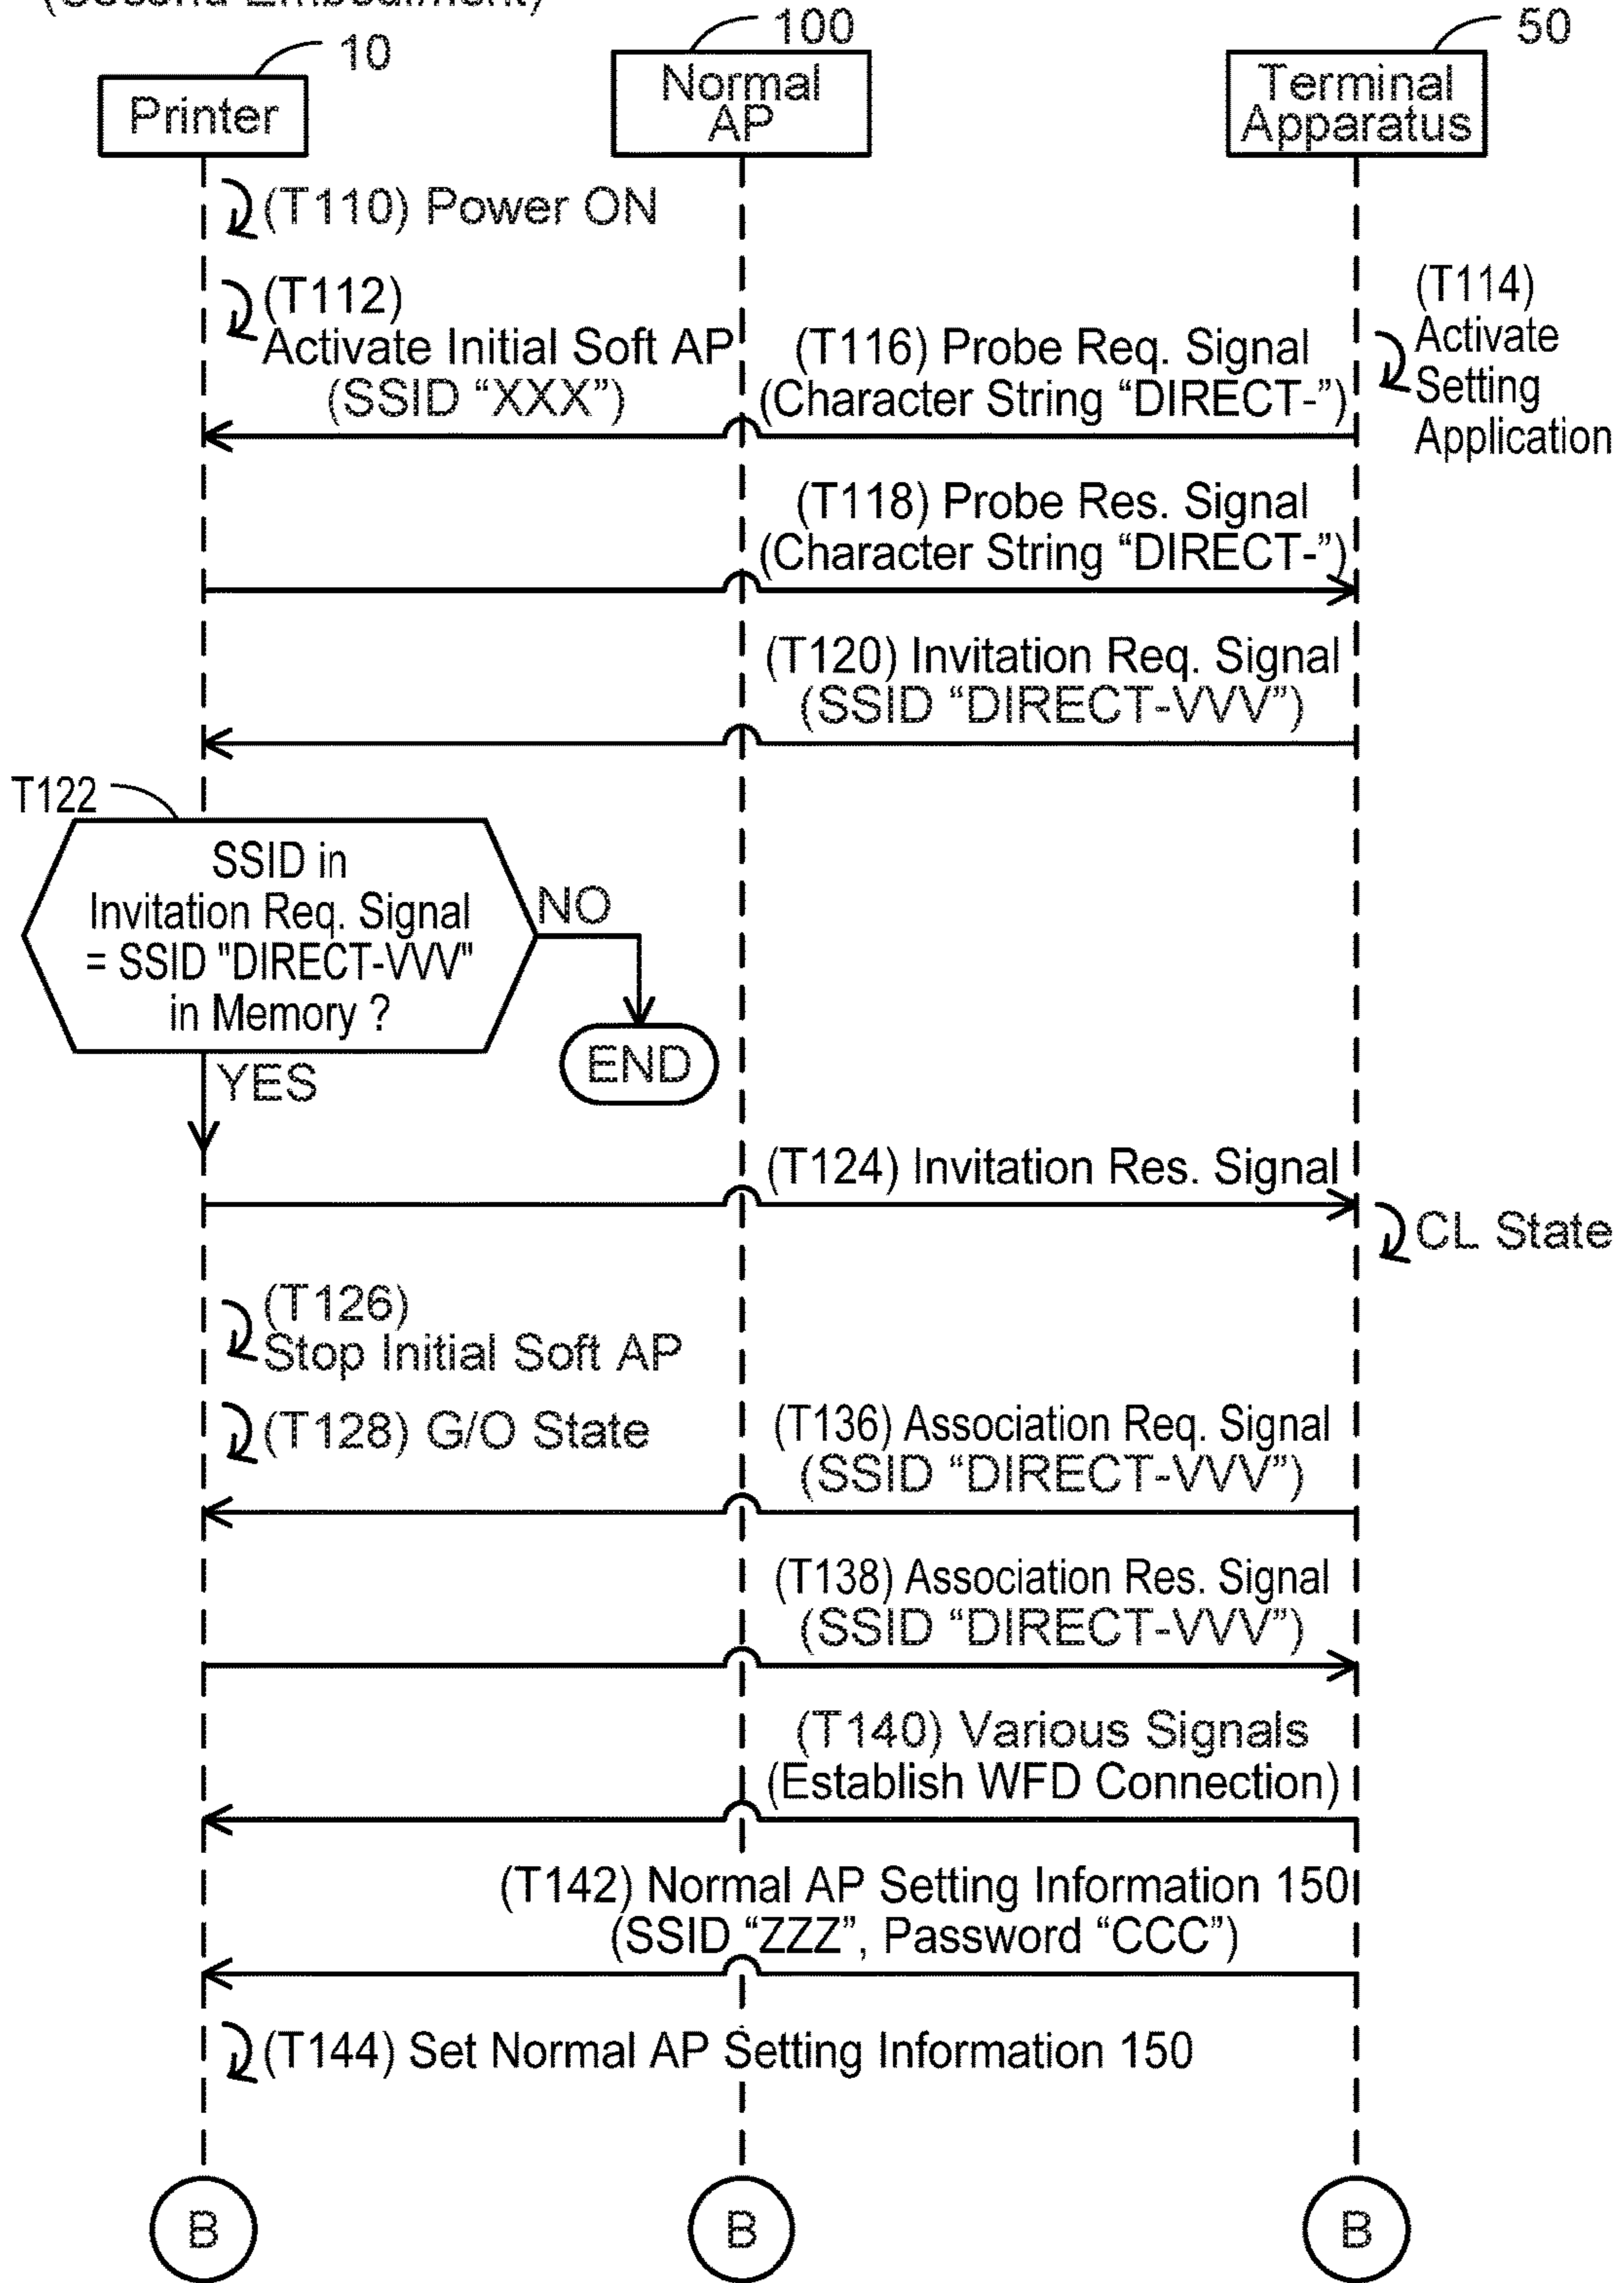 (Second Embodiment)
10
100
50
Printer
Normal
AP
Terminal
Apparatus
(T110) Power ON
(T112)
Activate Initial Soft AP
(SSID “XXX”)
(T114)
Activate
Setting
Application
(T116) Probe Req. Signal
(Character String “DIRECT-”)
(T118) Probe Res. Signal
(Character String “DIRECT-”)
(T120) Invitation Req. Signal
(SSID “DIRECT-VVV”)
T122
SSID in
Invitation Req. Signal
= SSID "DIRECT-VVV"
in Memory ?
NO
END
YES
(T124) Invitation Res. Signal
CL State
(T126)
Stop Initial Soft AP
(T128) G/O State
(T136) Association Req. Signal
(SSID “DIRECT-VVV”)
(T138) Association Res. Signal
(SSID “DIRECT-VVV”)
(T140) Various Signals
(Establish WFD Connection)
(T142) Normal AP Setting Information 150
(SSID “ZZZ”, Password “CCC”)
(T144) Set Normal AP Setting Information 150
B
B
B